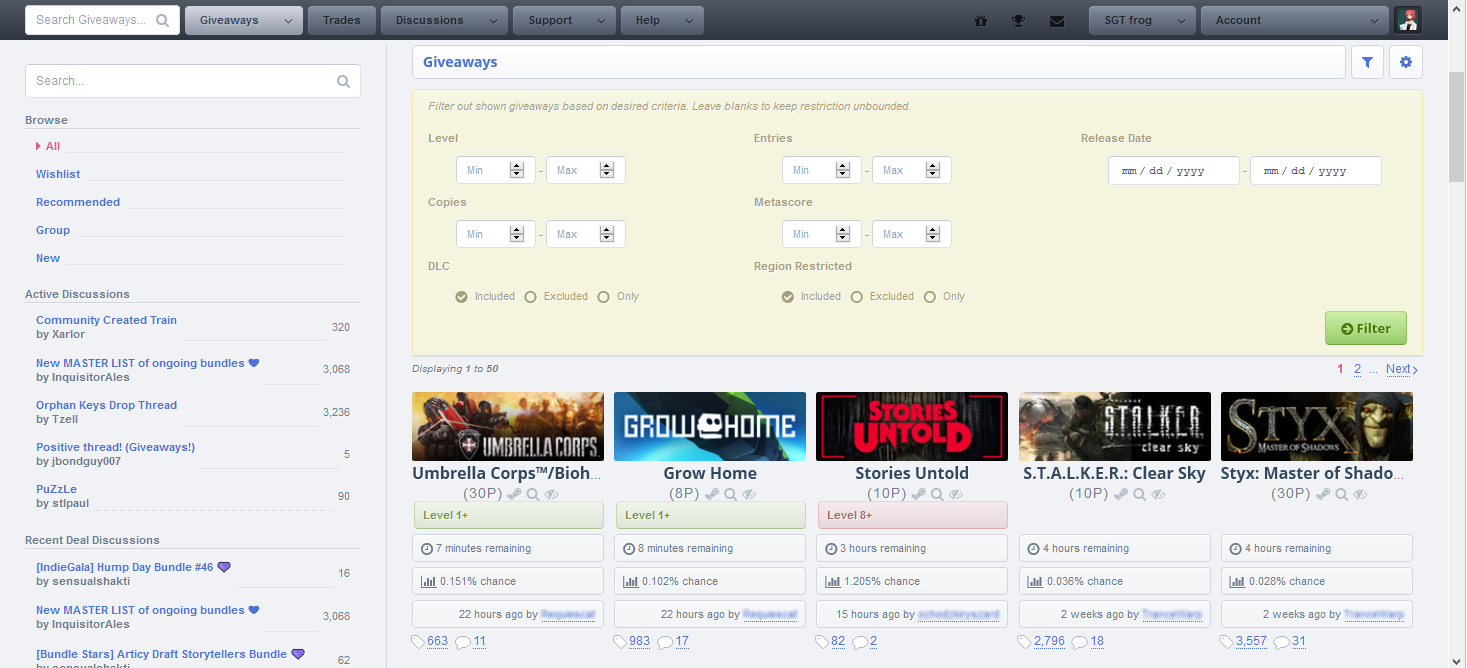 Search Giveaways... Giveaways Trades Discussions Support Help SGT frog Account
Search...
Browse
All
Wishlist
Recommended
Group
New
Active Discussions
Community Created Train
by Xarlor
320
New MASTER LIST of ongoing bundles
by InquisitorAles
3,068
Orphan Keys Drop Thread
by Tzell
3,236
Positive thread! (Giveaways!)
by jbondguy007
5
PuZzLe
by stlpaul
90
Recent Deal Discussions
[IndieGala] Hump Day Bundle #46
by sensualshakti
16
New MASTER LIST of ongoing bundles
by InquisitorAles
3,068
[Bundle Stars] Articy Draft Storytellers Bundle
by sensualshakti
62
Giveaways
Filter out shown giveaways based on desired criteria. Leave blanks to keep restriction unbounded.
Level Entries Release Date
Min - Max Min - Max mm / dd / yyyy - mm / dd / yyyy
Copies Metascore
Min - Max Min - Max
DLC Region Restricted
Included Excluded Only Included Excluded Only
Filter
Displaying 1 to 50 1 2 ... Next
UMBRELLA CORPS. GROW HOME STORIES UNTOLD S.T.A.L.K.E.R. clear sky STYX MASTER OF SHADOWS
Umbrella Corps™/Bioh... Grow Home Stories Untold S.T.A.L.K.E.R.: Clear Sky Styx: Master of Shado...
(30P) (8P) (10P) (10P) (30P)
Level 1+ Level 1+ Level 8+
7 minutes remaining 8 minutes remaining 3 hours remaining 4 hours remaining 4 hours remaining
0.151% chance 0.102% chance 1.205% chance 0.036% chance 0.028% chance
22 hours ago by 22 hours ago by 15 hours ago by 2 weeks ago by 2 weeks ago by
663 11 983 17 82 2 2,796 18 3,557 31